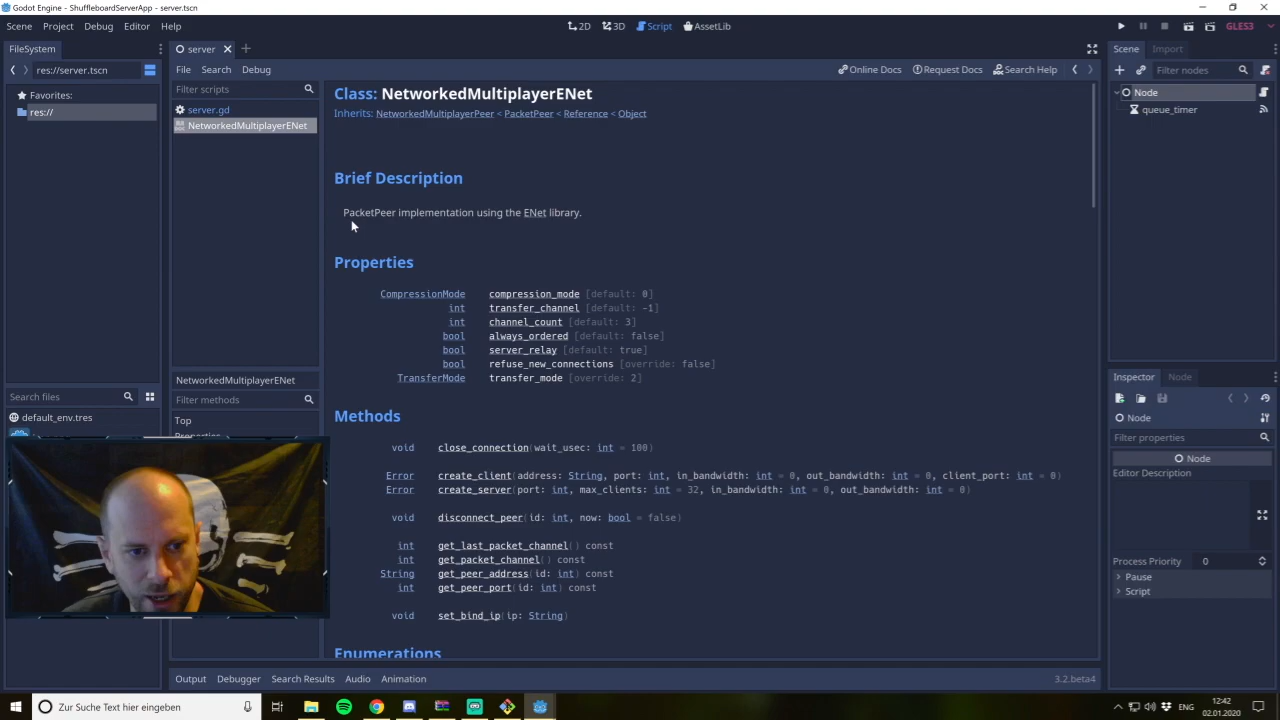 Godot Engine - ShuffleboardServerApp - server.tscn
Scene Project Debug Editor Help
2D 3D Script AssetLib
GLES3
FileSystem
res://server.tscn
Favorites:
res://
Search files
default_env.tres
server
File Search Debug
Online Docs Request Docs Search Help
Filter scripts
server.gd
NetworkedMultiplayerENet
NetworkedMultiplayerENet
Filter methods
Top
Properties
Class: NetworkedMultiplayerENet
Inherits: NetworkedMultiplayerPeer < PacketPeer < Reference < Object
Brief Description
PacketPeer implementation using the ENet library.
Properties
CompressionMode compression_mode [default: 0]
int transfer_channel [default: -1]
int channel_count [default: 3]
bool always_ordered [default: false]
bool server_relay [default: true]
bool refuse_new_connections [override: false]
TransferMode transfer_mode [override: 2]
Methods
void close_connection(wait_usec: int = 100)
Error create_client(address: String, port: int, in_bandwidth: int = 0, out_bandwidth: int = 0, client_port: int = 0)
Error create_server(port: int, max_clients: int = 32, in_bandwidth: int = 0, out_bandwidth: int = 0)
void disconnect_peer(id: int, now: bool = false)
int get_last_packet_channel() const
int get_packet_channel() const
String get_peer_address(id: int) const
int get_peer_port(id: int) const
void set_bind_ip(ip: String)
Enumerations
Output Debugger Search Results Audio Animation
3.2.beta4
Scene Import
Filter nodes
Node
queue_timer
Inspector Node
Node
Filter properties
Node
Editor Description
Process Priority 0
Pause
Script
Zur Suche Text hier eingeben
ENG
12:42
02.01.2020